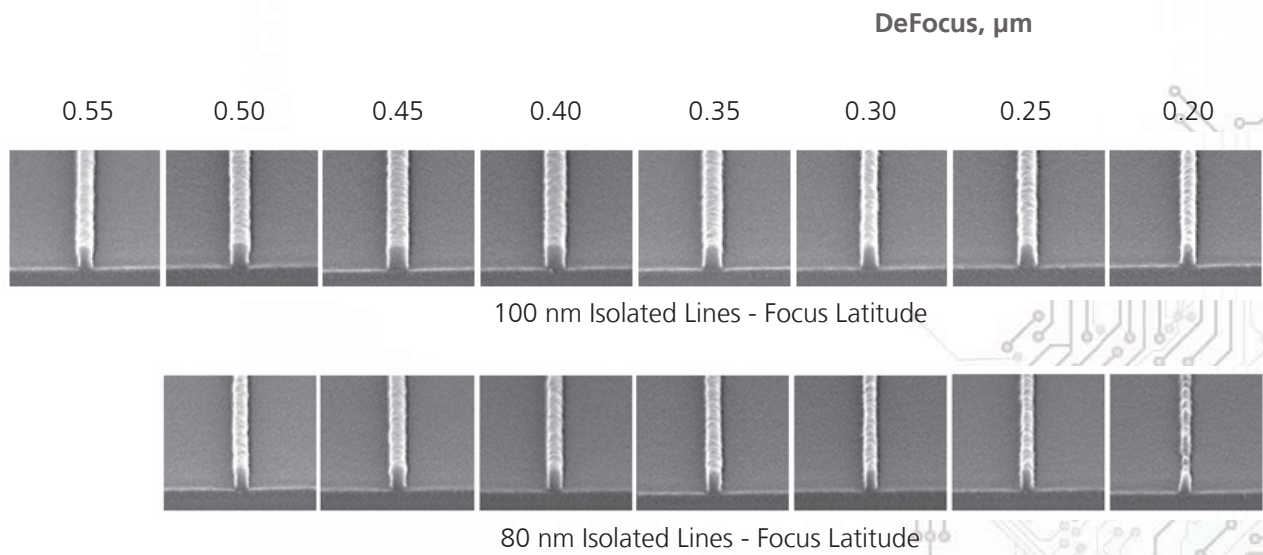 DeFocus, µm
0.55 0.50 0.45 0.40 0.35 0.30 0.25 0.20
100 nm Isolated Lines - Focus Latitude
80 nm Isolated Lines - Focus Latitude